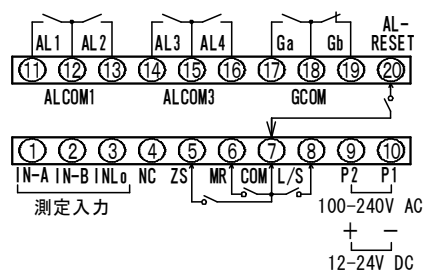 AL1 AL2 AL3 AL4 Ga Gb AL-RESET
11 12 13 14 15 16 17 18 19 20
ALCOM1 ALCOM3 GCOM
1 2 3 4 5 6 7 8 9 10
IN-A IN-B INLo NC ZS MR COM L/S P2 P1
測定入力 100-240V AC
+ −
12-24V DC